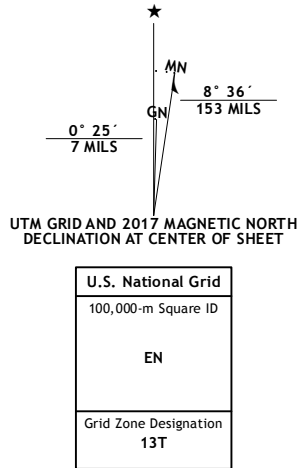 ★
MN
8° 36´
153 MILS
GN
0° 25´
7 MILS
UTM GRID AND 2017 MAGNETIC NORTH
DECLINATION AT CENTER OF SHEET
U.S. National Grid
100,000-m Square ID
EN
Grid Zone Designation
13T